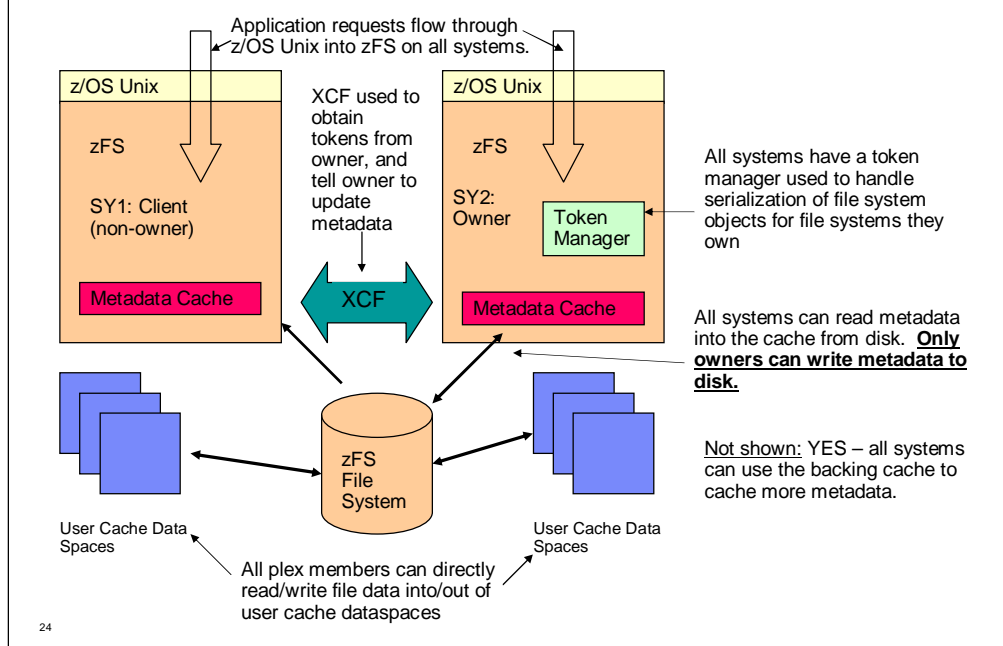 Application requests flow through
z/OS Unix into zFS on all systems.
z/OS Unix
zFS
SY1: Client
(non-owner)
Metadata Cache
XCF used to
obtain
tokens from
owner, and
tell owner to
update
metadata
XCF
z/OS Unix
zFS
SY2:
Owner
Token
Manager
Metadata Cache
All systems have a token
manager used to handle
serialization of file system
objects for file systems they
own
All systems can read metadata
into the cache from disk.  Only
owners can write metadata to
disk.
Not shown: YES – all systems
can use the backing cache to
cache more metadata.
zFS
File
System
User Cache Data
Spaces
User Cache Data
Spaces
All plex members can directly
read/write file data into/out of
user cache dataspaces
24